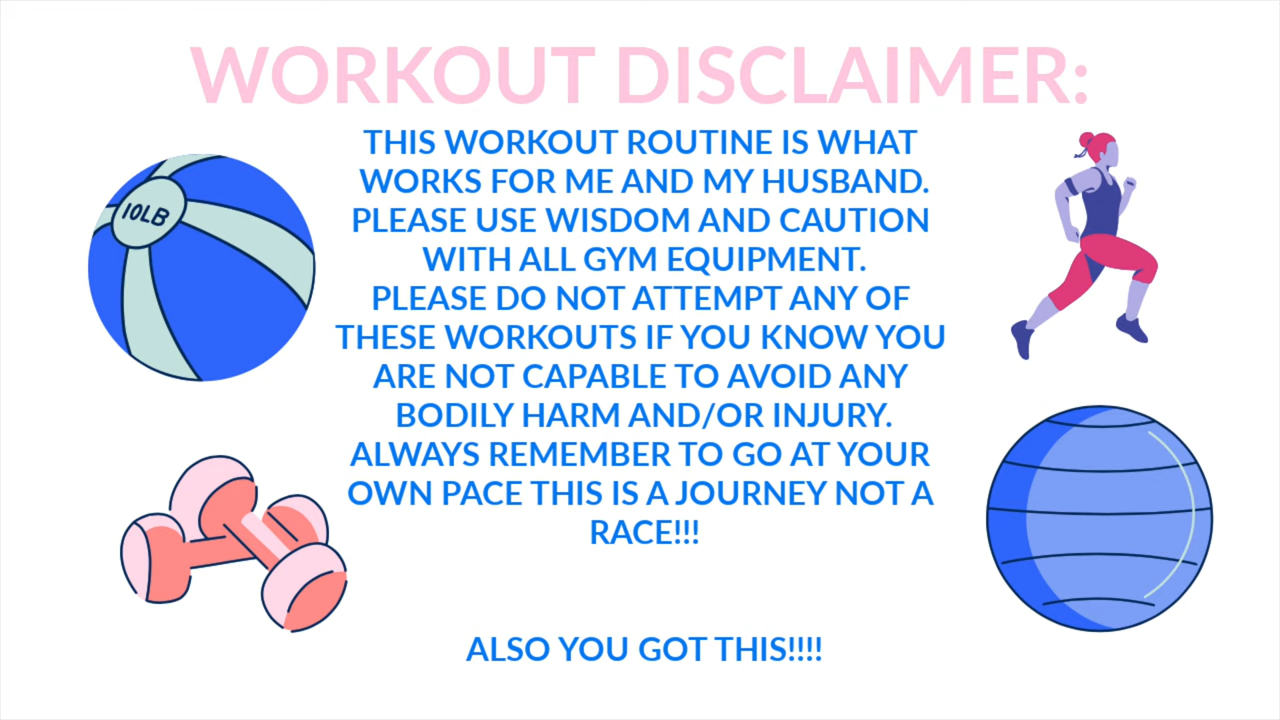 WORKOUT DISCLAIMER:
THIS WORKOUT ROUTINE IS WHAT
WORKS FOR ME AND MY HUSBAND.
PLEASE USE WISDOM AND CAUTION
WITH ALL GYM EQUIPMENT.
PLEASE DO NOT ATTEMPT ANY OF
THESE WORKOUTS IF YOU KNOW YOU
ARE NOT CAPABLE TO AVOID ANY
BODILY HARM AND/OR INJURY.
ALWAYS REMEMBER TO GO AT YOUR
OWN PACE THIS IS A JOURNEY NOT A
RACE!!!
ALSO YOU GOT THIS!!!!
10LB